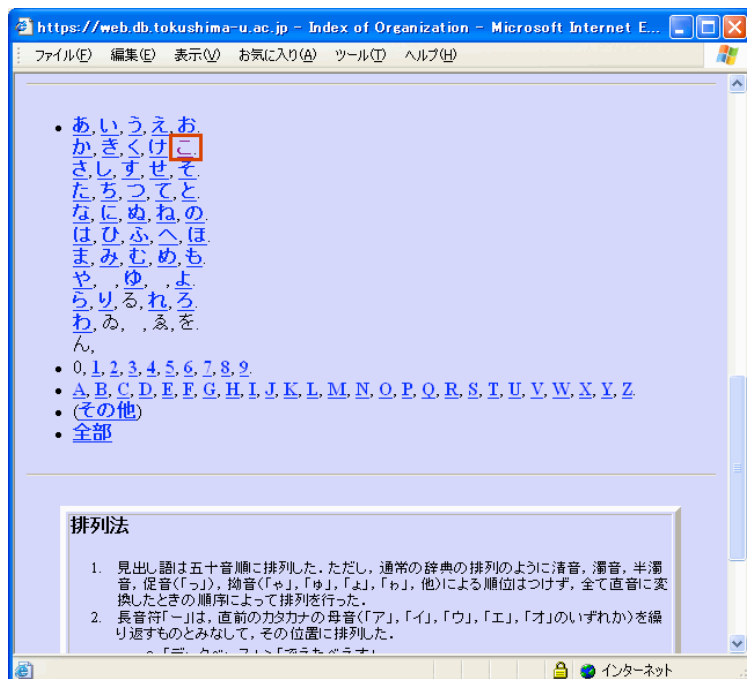 https://web.db.tokushima-u.ac.jp - Index of Organization - Microsoft Internet E...
ファイル(F) 編集(E) 表示(V) お気に入り(A) ツール(T) ヘルプ(H)
• あ,い,う,え,お.
か,き,く,け,こ.
さ,し,す,せ,そ.
た,ち,つ,て,と.
な,に,ぬ,ね,の.
は,ひ,ふ,へ,ほ.
ま,み,む,め,も.
や, ,ゆ, ,よ.
ら,り,る,れ,ろ.
わ,ゐ, ,ゑ,を.
ん,
• 0, 1, 2, 3, 4, 5, 6, 7, 8, 9.
• A, B, C, D, E, F, G, H, I, J, K, L, M, N, O, P, Q, R, S, T, U, V, W, X, Y, Z.
• (その他)
• 全部
排列法
1. 見出し語は五十音順に排列した.ただし,通常の辞典の排列のように清音,濁音,半濁
音,促音(「っ」),拗音(「ゃ」,「ゅ」,「ょ」,「ゎ」,他)による順位はつけず,全て直音に変
換したときの順序によって排列を行った.
2. 長音符「ー」は,直前のカタカナの母音(「ア」,「イ」,「ウ」,「エ」,「オ」のいずれか)を繰
り返すものとみなして,その位置に排列した.
インターネット